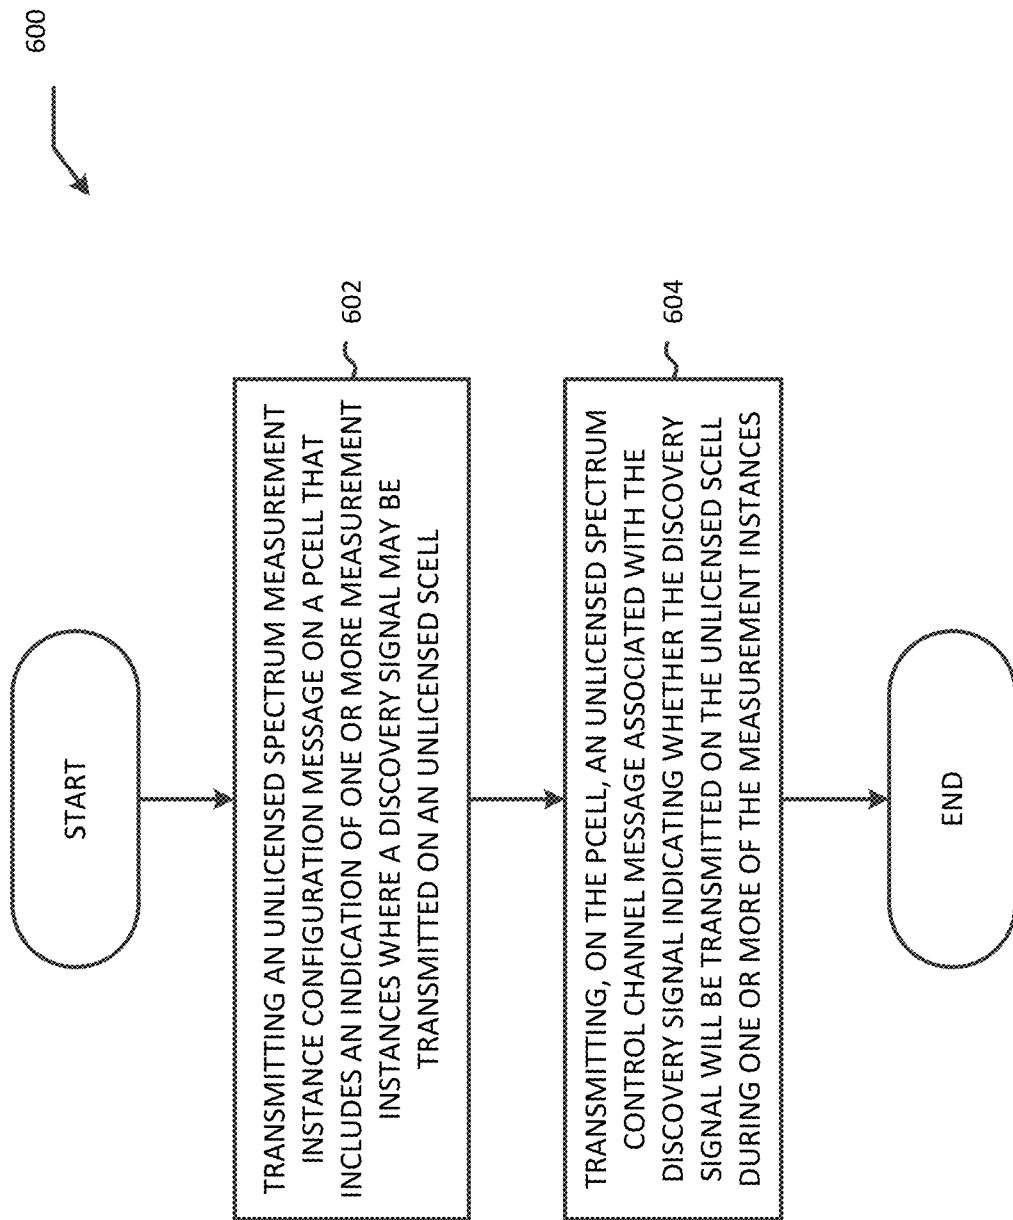 600
START
TRANSMITTING AN UNLICENSED SPECTRUM MEASUREMENT
INSTANCE CONFIGURATION MESSAGE ON A PCELL THAT
INCLUDES AN INDICATION OF ONE OR MORE MEASUREMENT
INSTANCES WHERE A DISCOVERY SIGNAL MAY BE
TRANSMITTED ON AN UNLICENSED SCELL
602
TRANSMITTING, ON THE PCELL, AN UNLICENSED SPECTRUM
CONTROL CHANNEL MESSAGE ASSOCIATED WITH THE
DISCOVERY SIGNAL INDICATING WHETHER THE DISCOVERY
SIGNAL WILL BE TRANSMITTED ON THE UNLICENSED SCELL
DURING ONE OR MORE OF THE MEASUREMENT INSTANCES
604
END